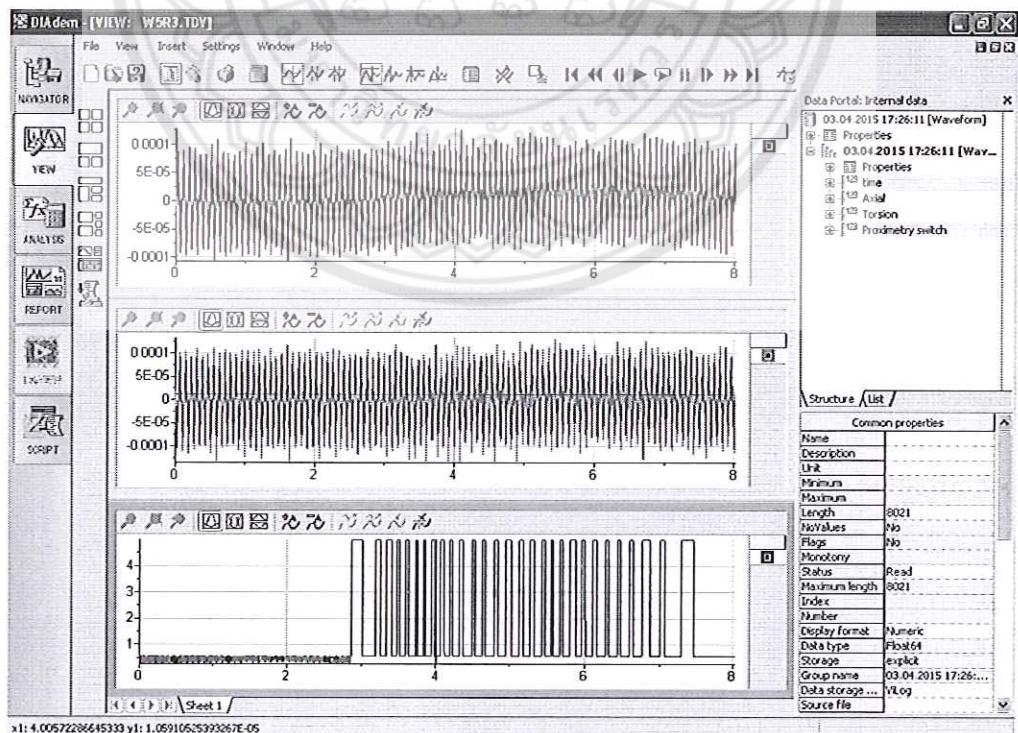 DIAdem - [VIEW: W5R3.TDV]
File View Insert Settings Window Help
NAVIGATOR
VIEW
ANALYSIS
REPORT
SCRIPT
0.0001
5E-05
0
-5E-05
-0.0001
0 2 4 6 8
0.0001
5E-05
0
-5E-05
-0.0001
0 2 4 6 8
4
3
2
1
0 2 4 6 8
Sheet 1
Data Portal: Internal data
03.04.2015 17:26:11 [Waveform]
Properties
03.04.2015 17:26:11 [Wav...
Properties
time
Axial
Torsion
Proximetry switch
Structure List
Common properties
Name
Description
Unit
Minimum
Maximum
Length 8021
NoValues No
Flags No
Monotony
Status Read
Maximum length 8021
Index
Number
Display format Numeric
Data type Float64
Storage explicit
Group name 03.04.2015 17:26:...
Data storage ... ViLog
Source file
x1: 4.00572286645333 y1: 1.05910525393267E-05